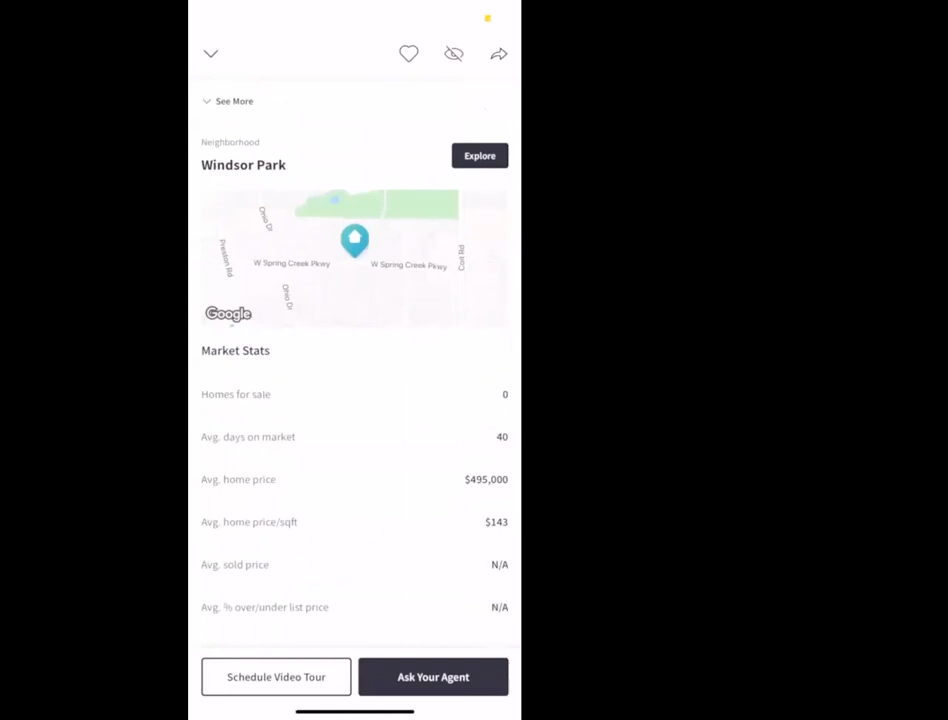 See More
Neighborhood
Windsor Park
Explore
Ohio Dr
Preston Rd
W Spring Creek Pkwy
W Spring Creek Pkwy
Coit Rd
Ohio Dr
Google
Market Stats
Homes for sale 0
Avg. days on market 40
Avg. home price $495,000
Avg. home price/sqft $143
Avg. sold price N/A
Avg. % over/under list price N/A
Schedule Video Tour
Ask Your Agent